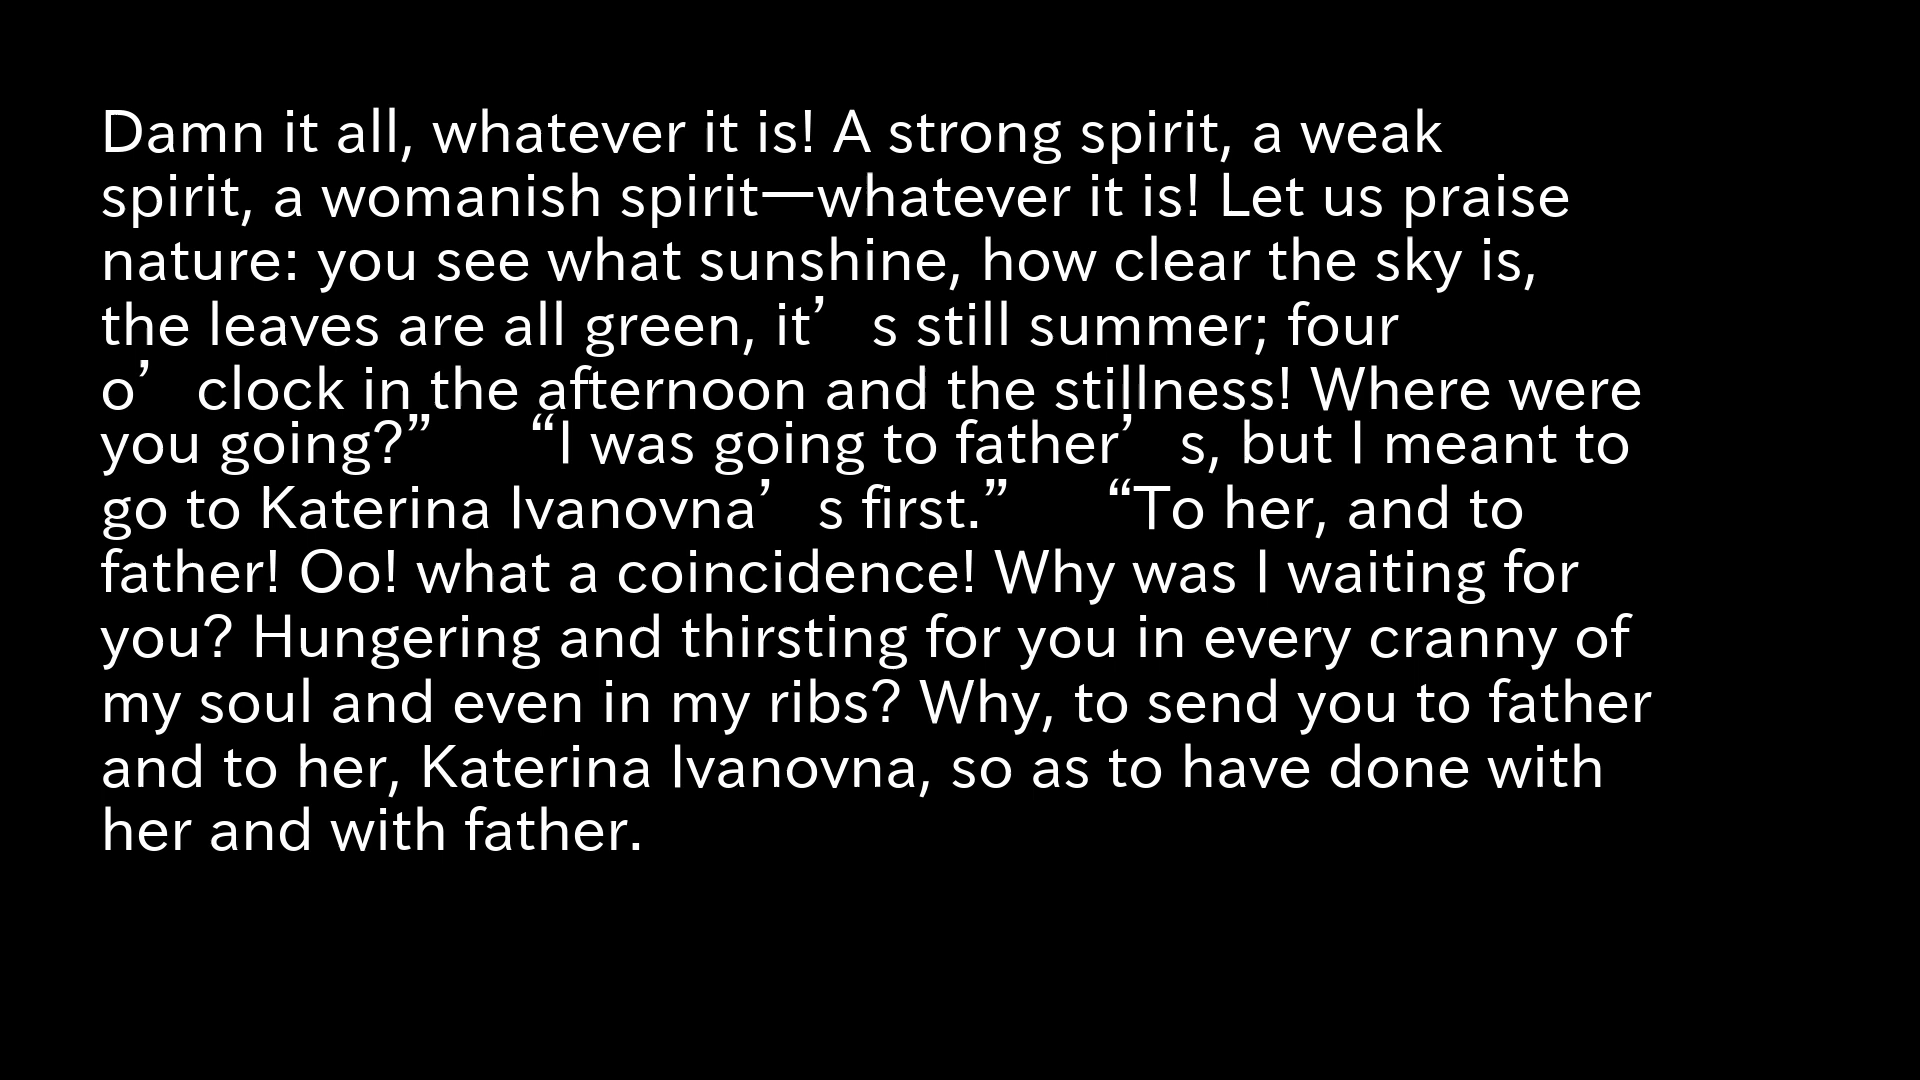 Damn it all, whatever it is! A strong spirit, a weak
spirit, a womanish spirit—whatever it is! Let us praise
nature: you see what sunshine, how clear the sky is,
the leaves are all green, it’s still summer; four
o’clock in the afternoon and the stillness! Where were
you going?” “I was going to father’s, but I meant to
go to Katerina Ivanovna’s first.” “To her, and to
father! Oo! what a coincidence! Why was I waiting for
you? Hungering and thirsting for you in every cranny of
my soul and even in my ribs? Why, to send you to father
and to her, Katerina Ivanovna, so as to have done with
her and with father.